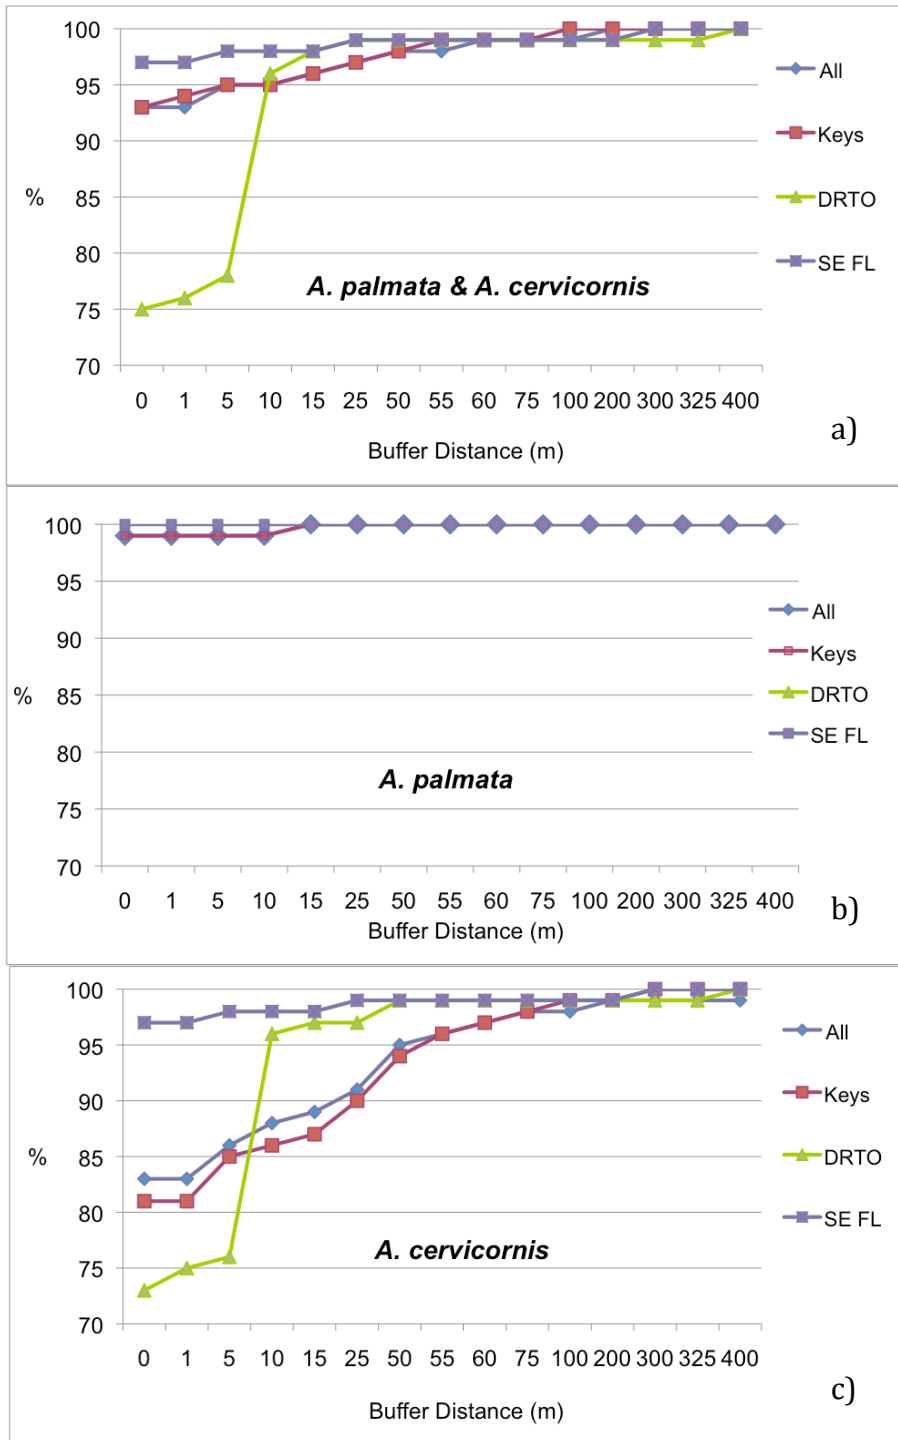 100
95
90
85
80
75
70
%
A. palmata & A. cervicornis
0 1 5 10 15 25 50 55 60 75 100 200 300 325 400
Buffer Distance (m)
All
Keys
DRTO
SE FL
a)
100
95
90
85
80
75
70
%
A. palmata
0 1 5 10 15 25 50 55 60 75 100 200 300 325 400
Buffer Distance (m)
All
Keys
DRTO
SE FL
b)
100
95
90
85
80
75
70
%
A. cervicornis
0 1 5 10 15 25 50 55 60 75 100 200 300 325 400
Buffer Distance (m)
All
Keys
DRTO
SE FL
c)